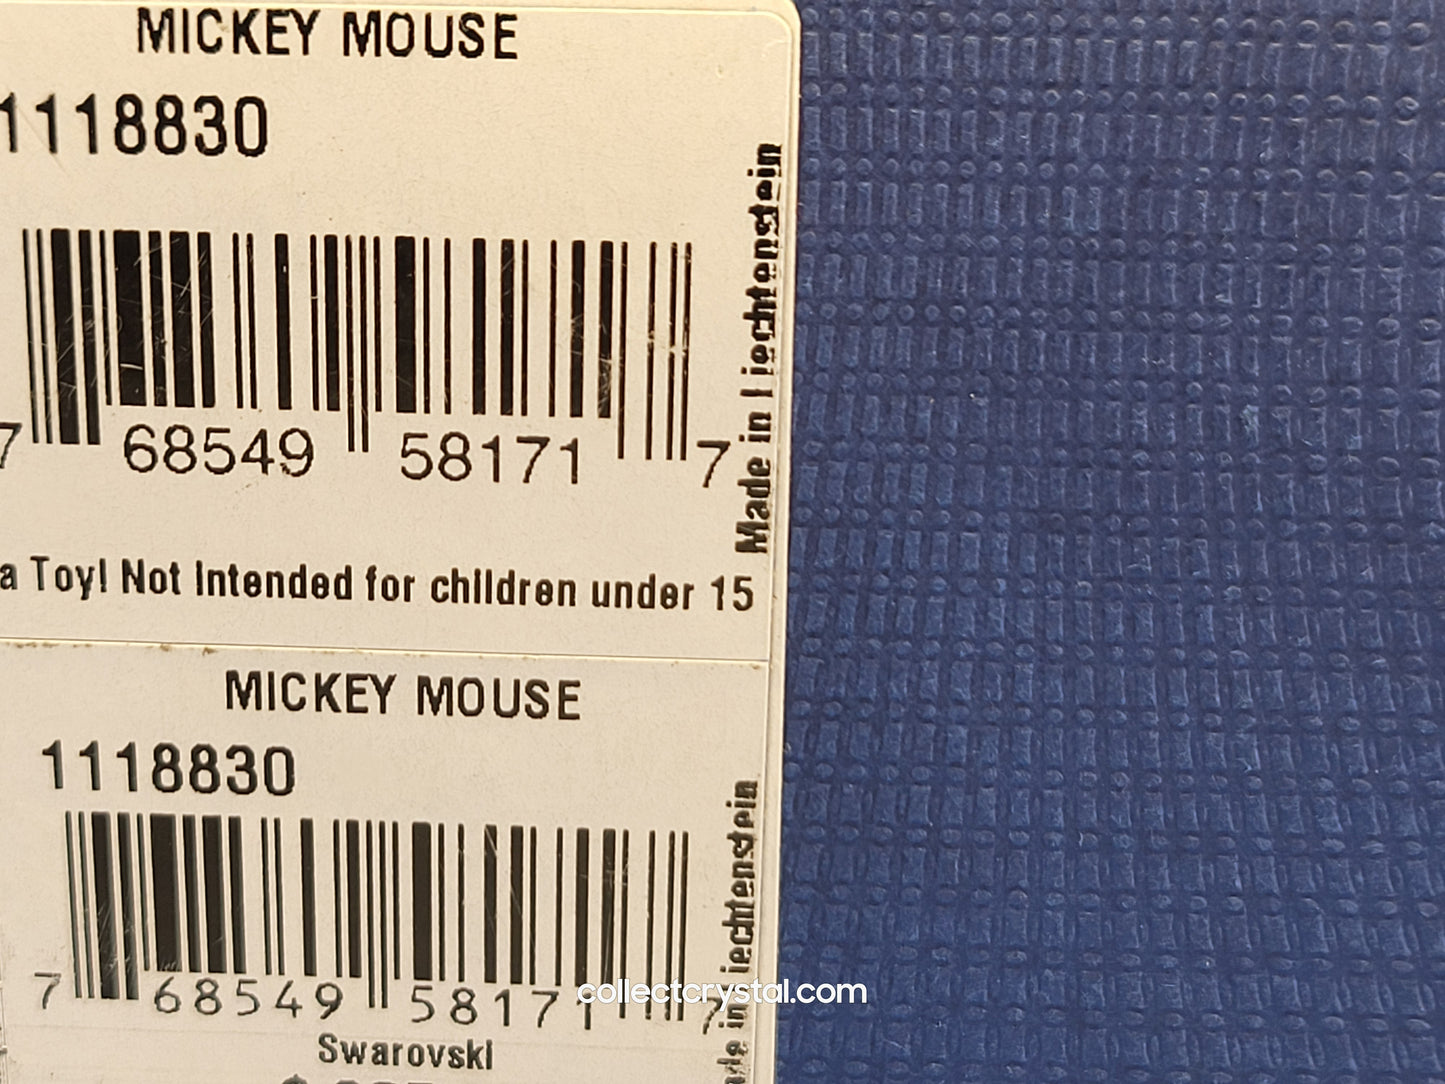 MICKEY MOUSE
1118830
7 68549 58171 7
Made in Liechtenstein
a Toy! Not Intended for children under 15
MICKEY MOUSE
1118830
7 68549 58171 7
Made in Liechtenstein
collectcrystal.com
Swarovski